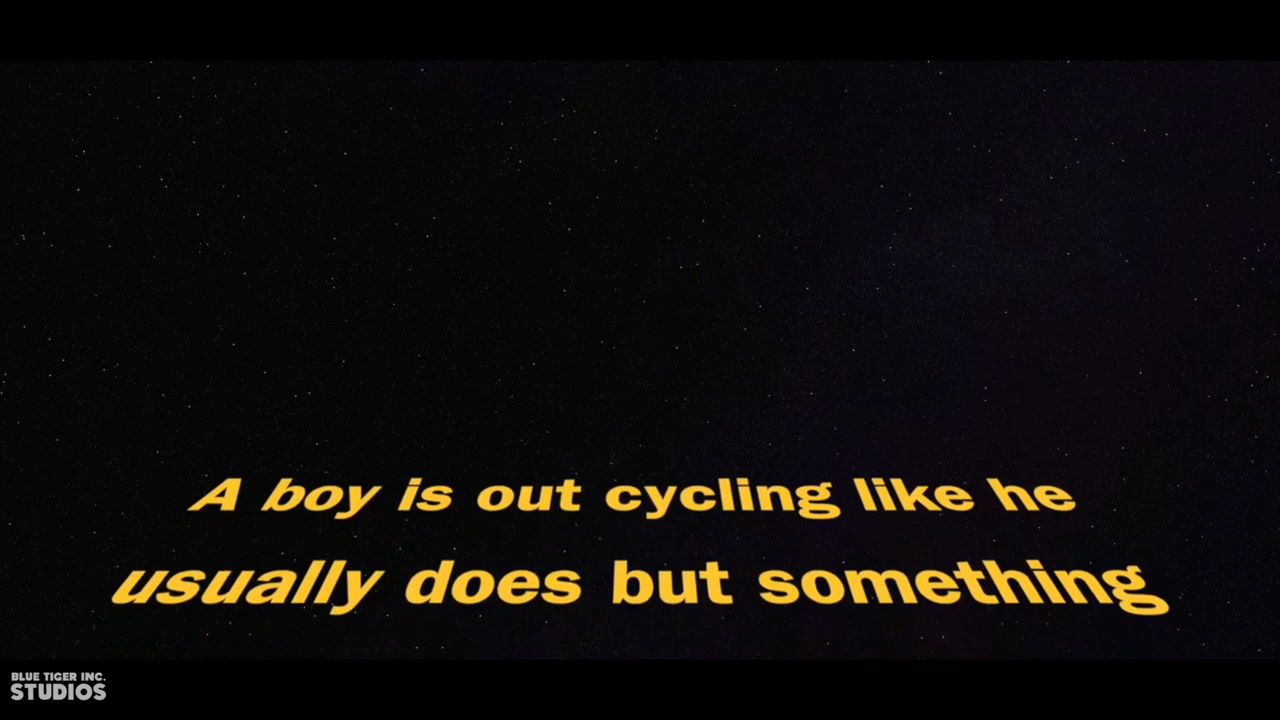 A boy is out cycling like he
usually does but something
BLUE TIGER INC.
STUDIOS